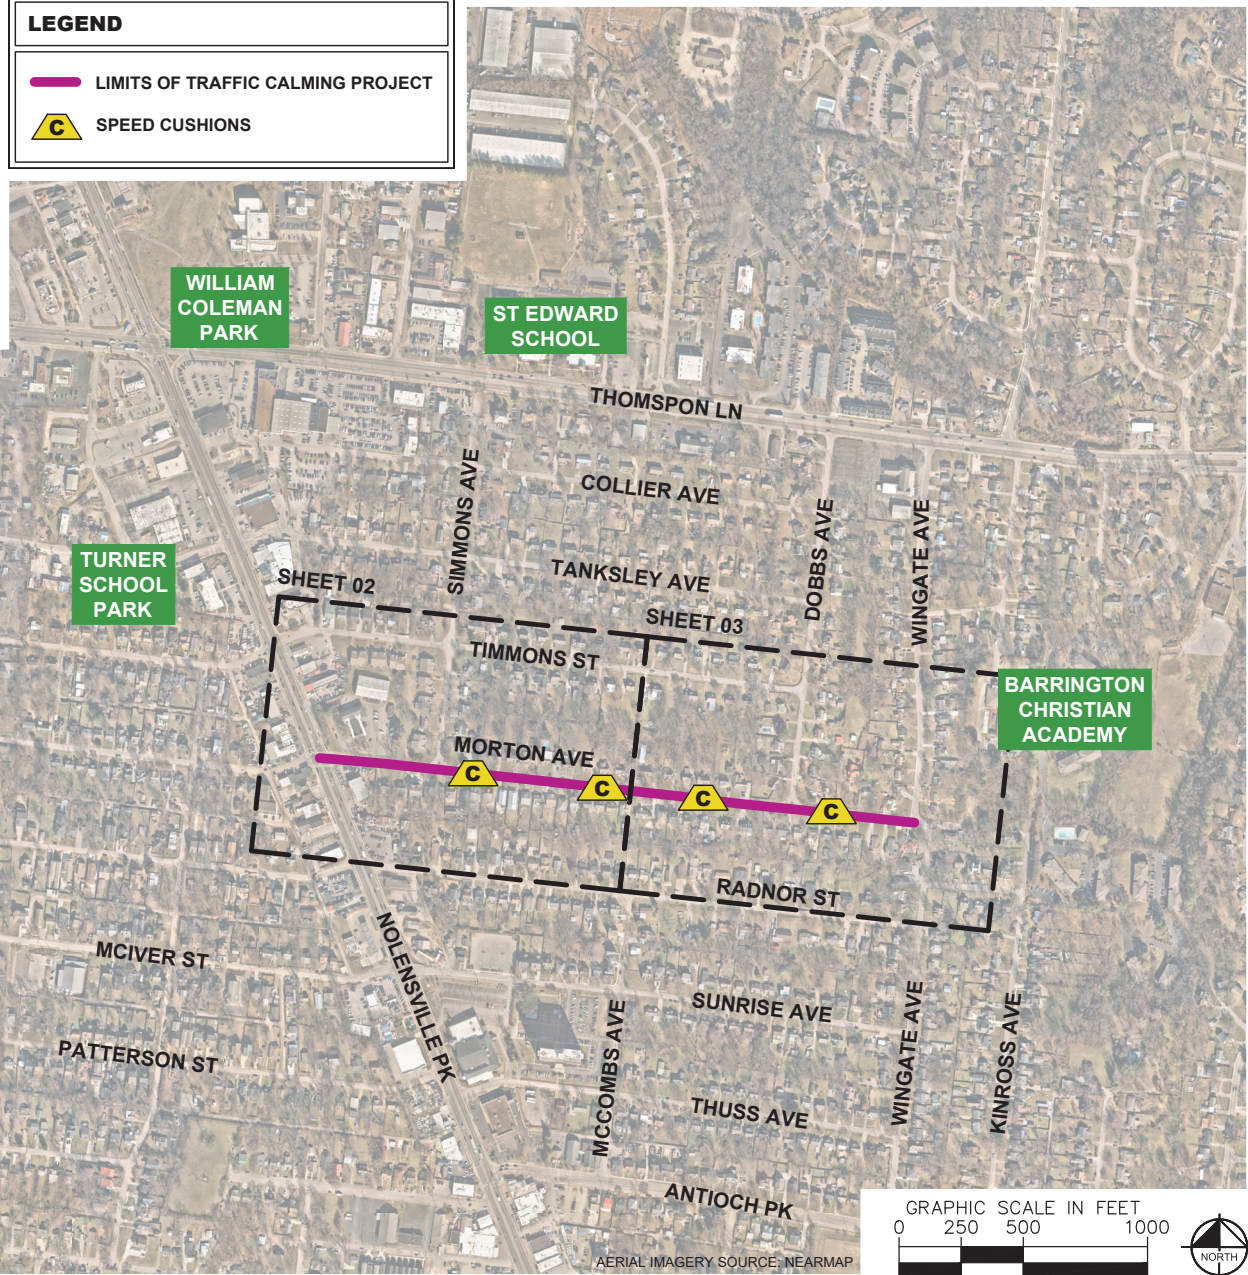 LEGEND
LIMITS OF TRAFFIC CALMING PROJECT
C SPEED CUSHIONS
WILLIAM
COLEMAN
PARK
ST EDWARD
SCHOOL
THOMSPON LN
SIMMONS AVE
COLLIER AVE
DOBBS AVE
WINGATE AVE
TURNER
SCHOOL
PARK
TANKSLEY AVE
SHEET 02
SHEET 03
TIMMONS ST
BARRINGTON
CHRISTIAN
ACADEMY
MORTON AVE
C
C
C
C
RADNOR ST
NOLENSVILLE PK
MCIVER ST
SUNRISE AVE
MCCOMBS AVE
WINGATE AVE
KINROSS AVE
PATTERSON ST
THUSS AVE
ANTIOCH PK
GRAPHIC SCALE IN FEET
0 250 500 1000
NORTH
AERIAL IMAGERY SOURCE: NEARMAP